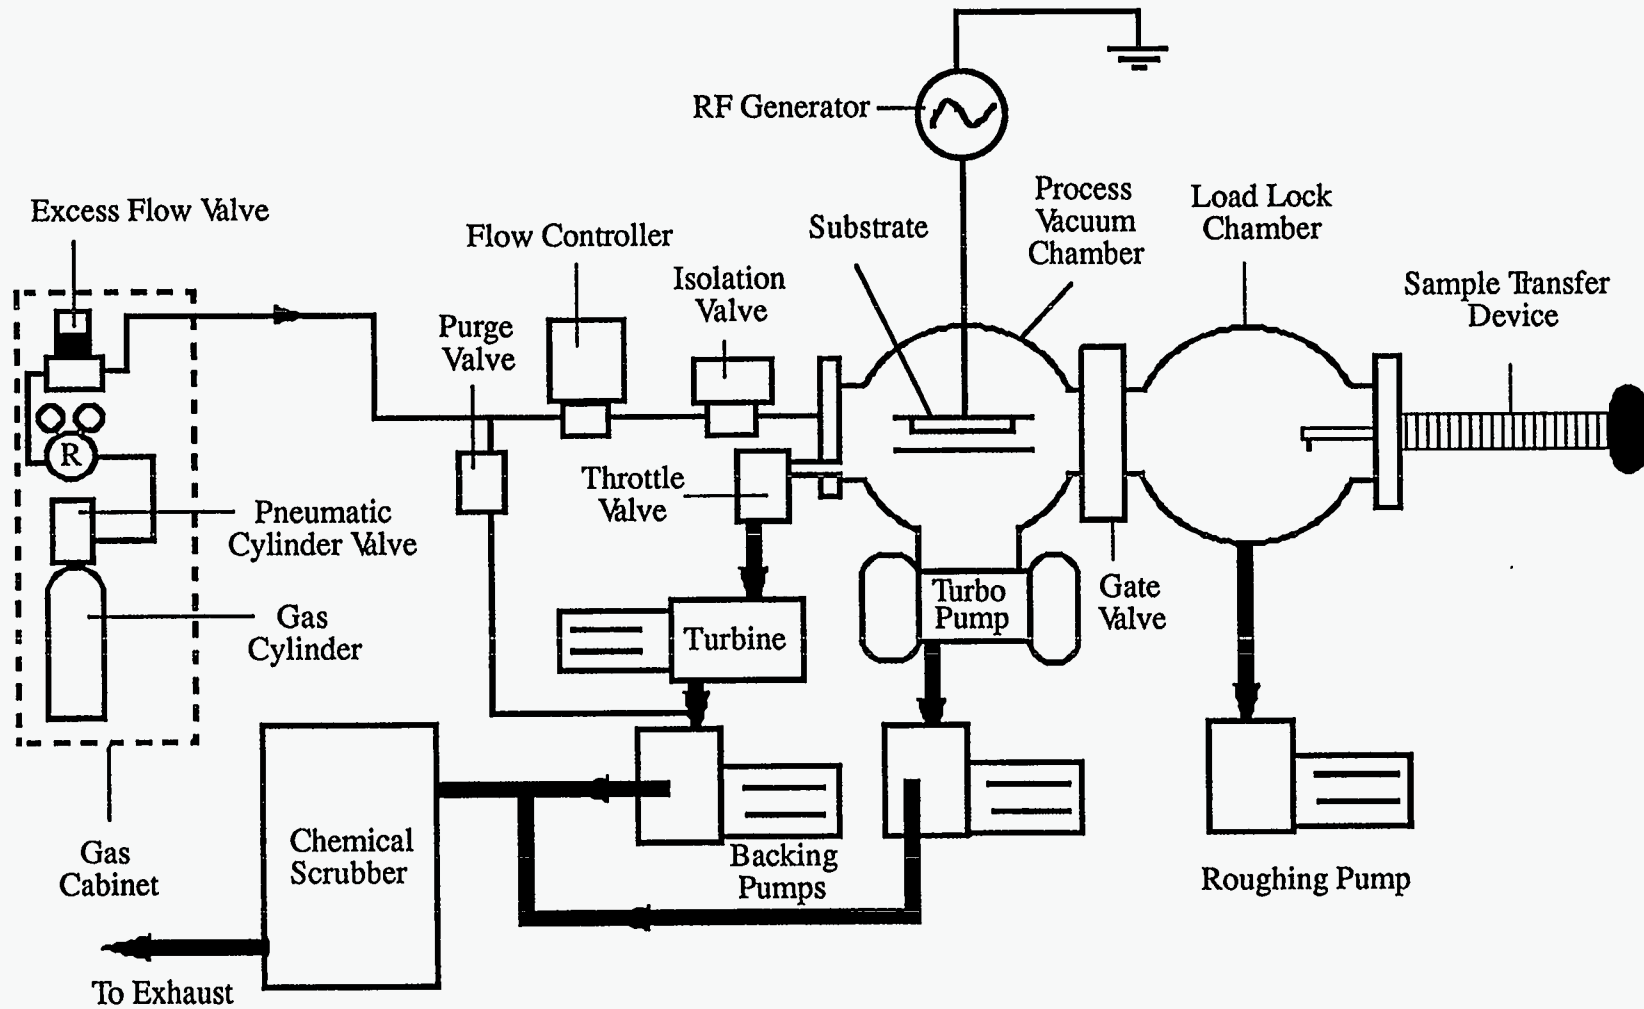 RF Generator
Excess Flow Valve
Flow Controller
Isolation
Valve
Purge
Valve
Substrate
Process
Vacuum
Chamber
Load Lock
Chamber
Sample Transfer
Device
R
Throttle
Valve
Pneumatic
Cylinder Valve
Gas
Cylinder
Turbine
Turbo
Pump
Gate
Valve
Gas
Cabinet
Chemical
Scrubber
Backing
Pumps
Roughing Pump
To Exhaust